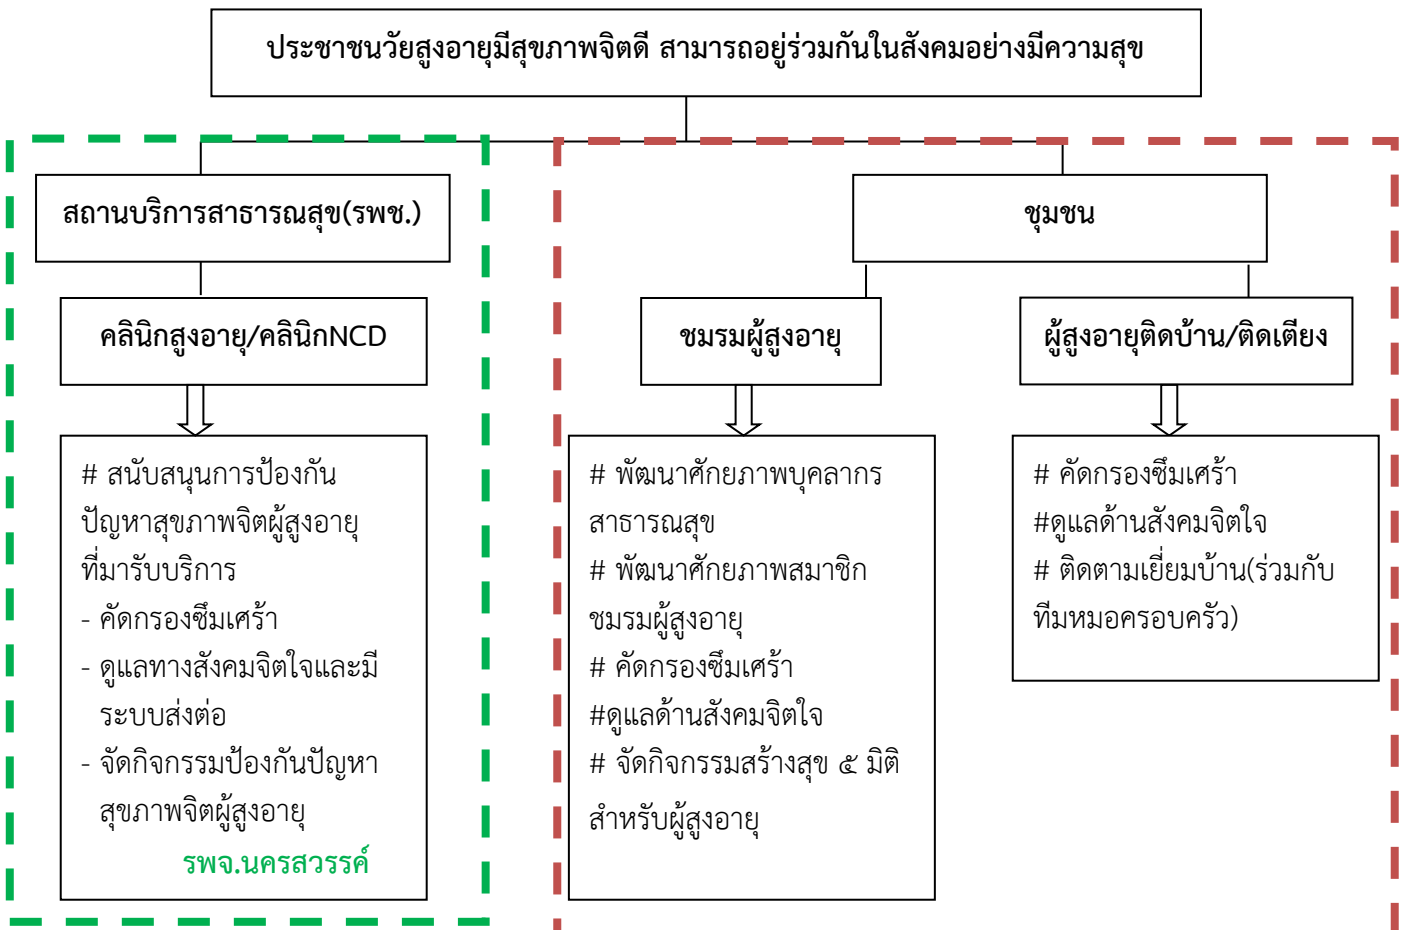 ประชาชนวัยสูงอายุมีสุขภาพจิตดี สามารถอยู่ร่วมกันในสังคมอย่างมีความสุข
สถานบริการสาธารณสุข(รพช.)
ชุมชน
คลินิกสูงอายุ/คลินิกNCD
ชมรมผู้สูงอายุ
ผู้สูงอายุติดบ้าน/ติดเตียง
# สนับสนุนการป้องกัน
ปัญหาสุขภาพจิตผู้สูงอายุ
ที่มารับบริการ
- คัดกรองซึมเศร้า
- ดูแลทางสังคมจิตใจและมี
ระบบส่งต่อ
- จัดกิจกรรมป้องกันปัญหา
สุขภาพจิตผู้สูงอายุ
รพจ.นครสวรรค์
# พัฒนาศักยภาพบุคลากร
สาธารณสุข
# พัฒนาศักยภาพสมาชิก
ชมรมผู้สูงอายุ
# คัดกรองซึมเศร้า
#ดูแลด้านสังคมจิตใจ
# จัดกิจกรรมสร้างสุข ๕ มิติ
สำหรับผู้สูงอายุ
# คัดกรองซึมเศร้า
#ดูแลด้านสังคมจิตใจ
# ติดตามเยี่ยมบ้าน(ร่วมกับ
ทีมหมอครอบครัว)